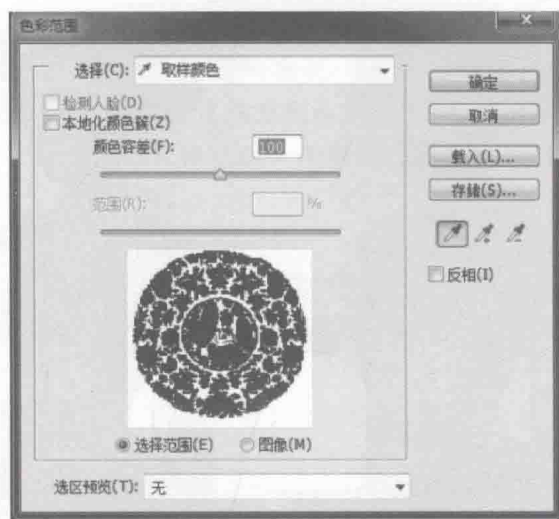 色彩范围
选择(C): 取样颜色
检测人脸(D)
本地化颜色簇(Z)
颜色容差(F): 100
范围(R): %
选择范围(E) 图像(M)
选区预览(T): 无
确定
取消
载入(L)...
存储(S)...
反相(I)